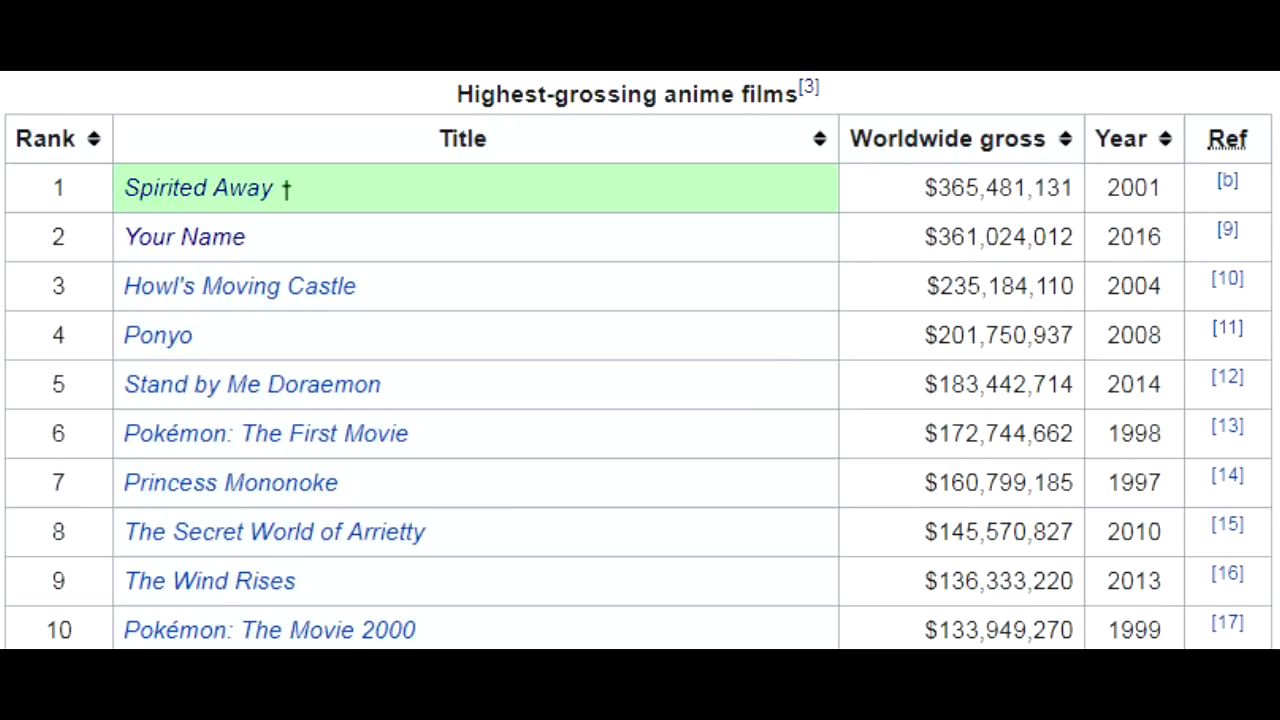 Highest-grossing anime films[3]
Rank Title Worldwide gross Year Ref
1 Spirited Away † $365,481,131 2001 [b]
2 Your Name $361,024,012 2016 [9]
3 Howl's Moving Castle $235,184,110 2004 [10]
4 Ponyo $201,750,937 2008 [11]
5 Stand by Me Doraemon $183,442,714 2014 [12]
6 Pokémon: The First Movie $172,744,662 1998 [13]
7 Princess Mononoke $160,799,185 1997 [14]
8 The Secret World of Arrietty $145,570,827 2010 [15]
9 The Wind Rises $136,333,220 2013 [16]
10 Pokémon: The Movie 2000 $133,949,270 1999 [17]